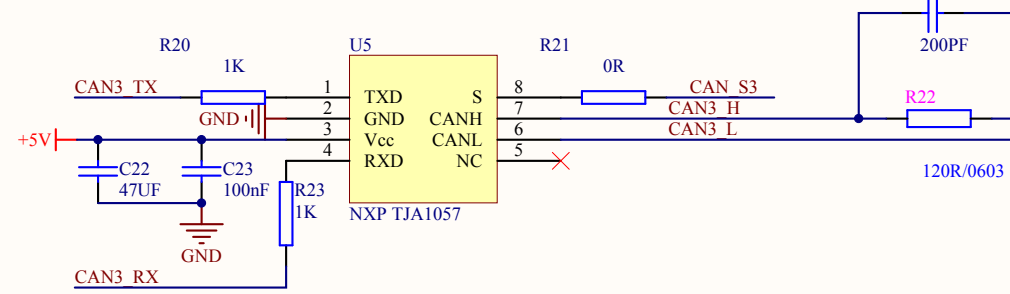 200PF
R20
U5
R21
1K
0R
CAN3_TX
1
TXD
S
8
CAN_S3
R22
GND
2
GND
CANH
7
CAN3_H
+5V
3
Vcc
CANL
6
CAN3_L
4
RXD
NC
5
C22
C23
120R/0603
47UF
100nF
R23
1K
NXP TJA1057
GND
CAN3_RX